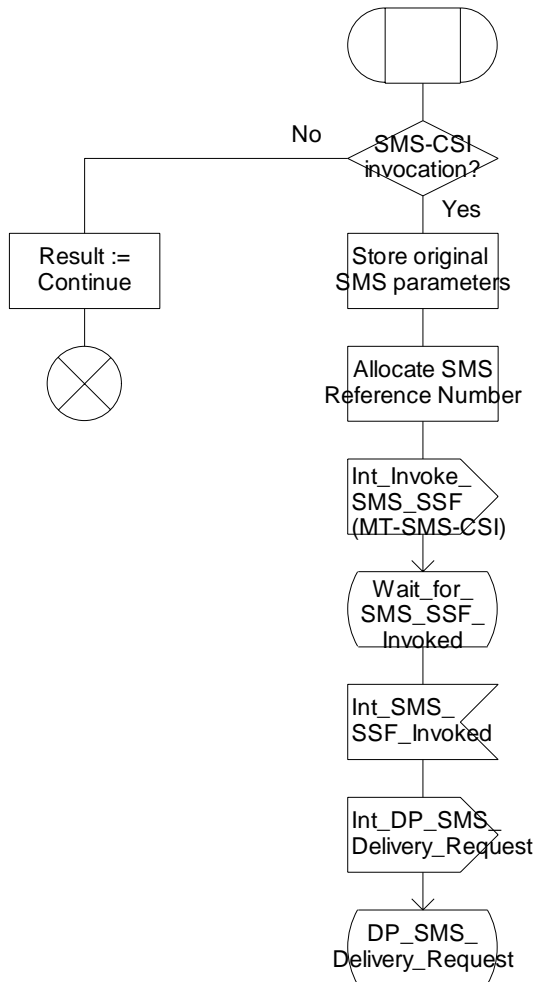 SMS-CSI
invocation?
No
Yes
Result :=
Continue
Store original
SMS parameters
Allocate SMS
Reference Number
Int_Invoke_
SMS_SSF
(MT-SMS-CSI)
Wait_for_
SMS_SSF_
Invoked
Int_SMS_
SSF_Invoked
Int_DP_SMS_
Delivery_Request
DP_SMS_
Delivery_Request